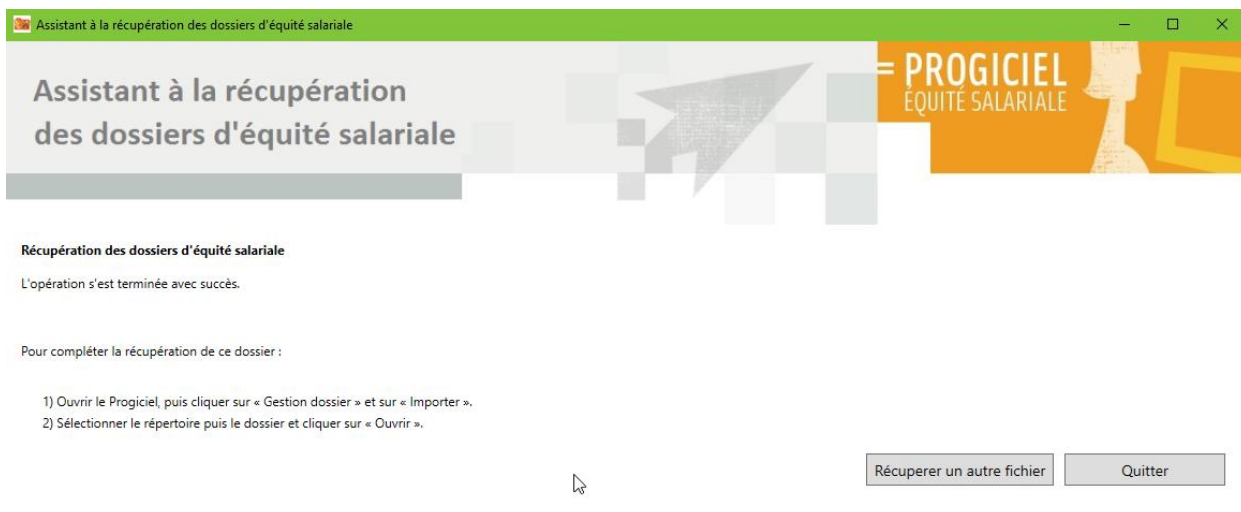 Assistant à la récupération des dossiers d'équité salariale
Assistant à la récupération
des dossiers d'équité salariale
= PROGICIEL
ÉQUITÉ SALARIALE
Récupération des dossiers d'équité salariale
L'opération s'est terminée avec succès.
Pour compléter la récupération de ce dossier :
1) Ouvrir le Progiciel, puis cliquer sur « Gestion dossier » et sur « Importer ».
2) Sélectionner le répertoire puis le dossier et cliquer sur « Ouvrir ».
Récuperer un autre fichier
Quitter